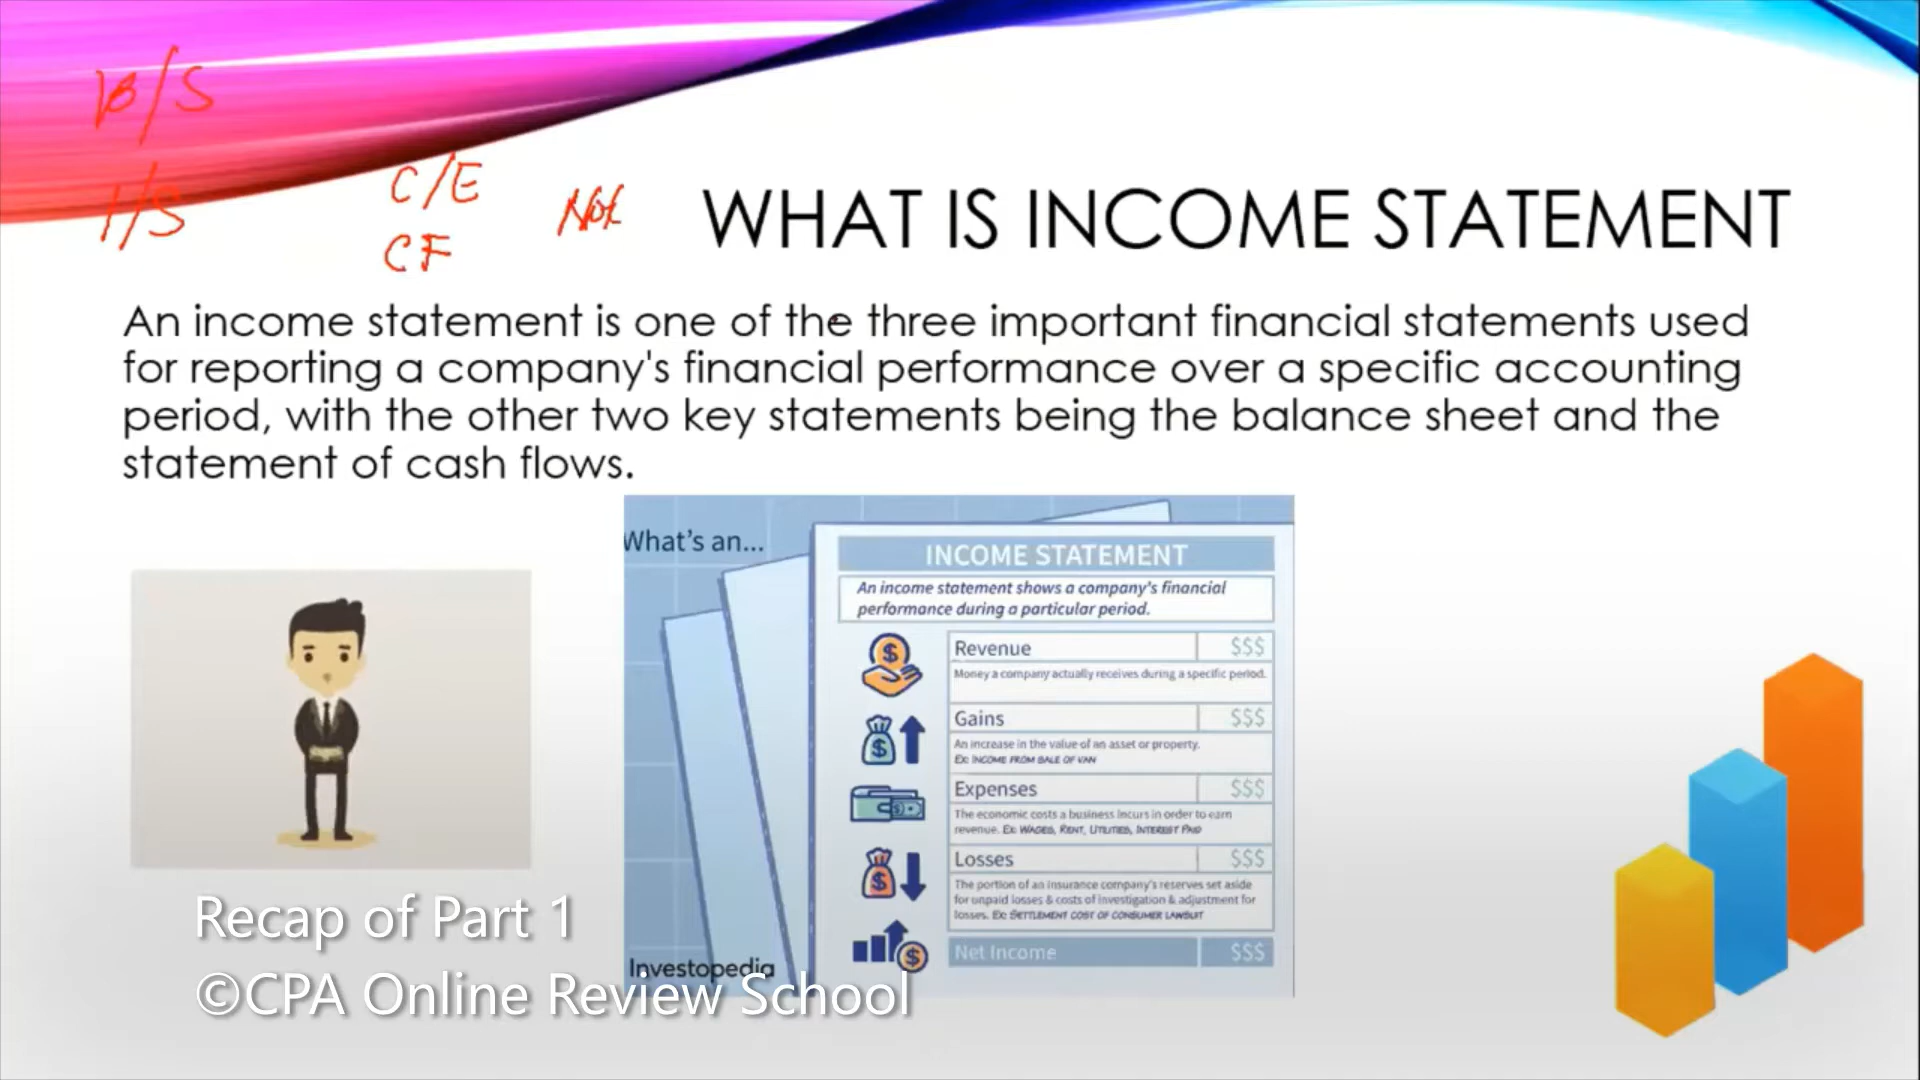 B/S
I/S
C/E
CF
Not
WHAT IS INCOME STATEMENT
An income statement is one of the three important financial statements used
for reporting a company's financial performance over a specific accounting
period, with the other two key statements being the balance sheet and the
statement of cash flows.
What's an...
INCOME STATEMENT
An income statement shows a company's financial
performance during a particular period.
Revenue $$$
Money a company actually receives during a specific period.
Gains $$$
An increase in the value of an asset or property.
Ex: INCOME FROM SALE OF VAN
Expenses $$$
The economic costs a business incurs in order to earn
revenue. Ex: WAGES, RENT, UTILITIES, INTEREST PAID
Losses $$$
The portion of an insurance company's reserves set aside
for unpaid losses & costs of investigation & adjustment for
losses. Ex: SETTLEMENT COST OF CONSUMER LAWSUIT
Net Income $$$
Investopedia
Recap of Part 1
©CPA Online Review School